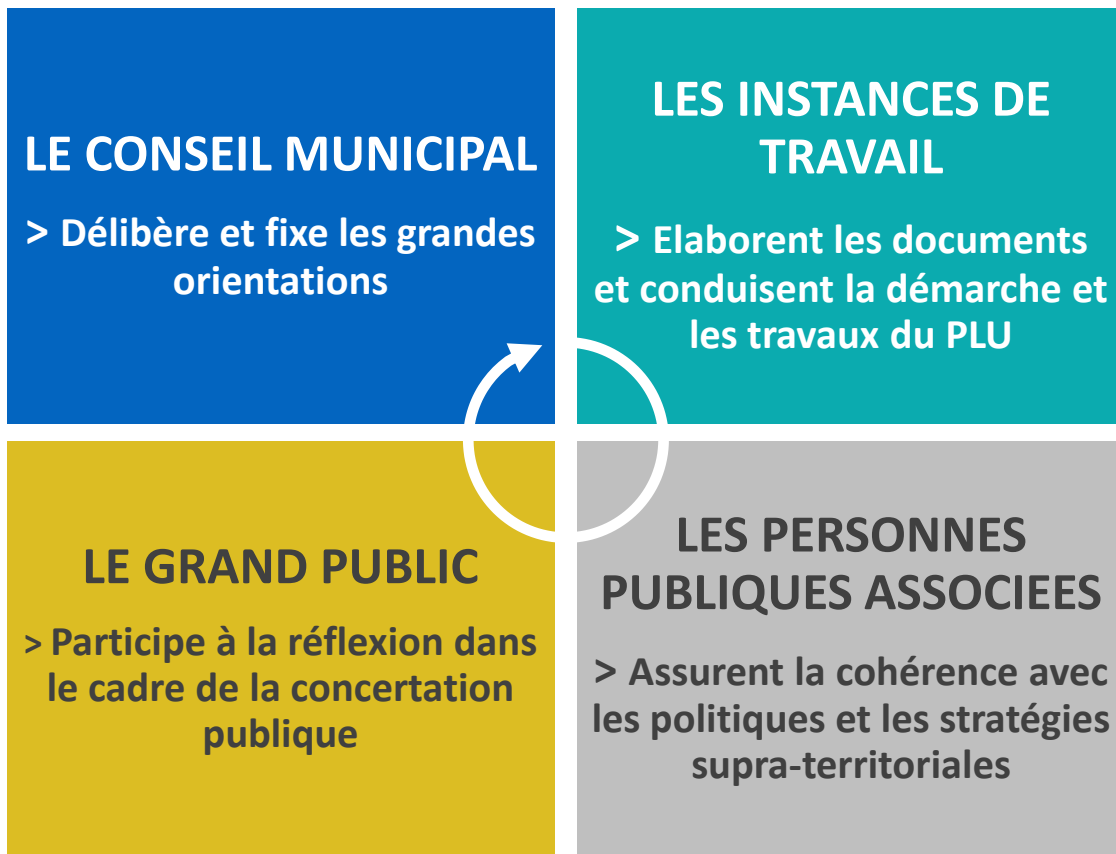 LE CONSEIL MUNICIPAL
> Délibère et fixe les grandes
orientations
LES INSTANCES DE
TRAVAIL
> Elaborent les documents
et conduisent la démarche et
les travaux du PLU
LE GRAND PUBLIC
> Participe à la réflexion dans
le cadre de la concertation
publique
LES PERSONNES
PUBLIQUES ASSOCIEES
> Assurent la cohérence avec
les politiques et les stratégies
supra-territoriales